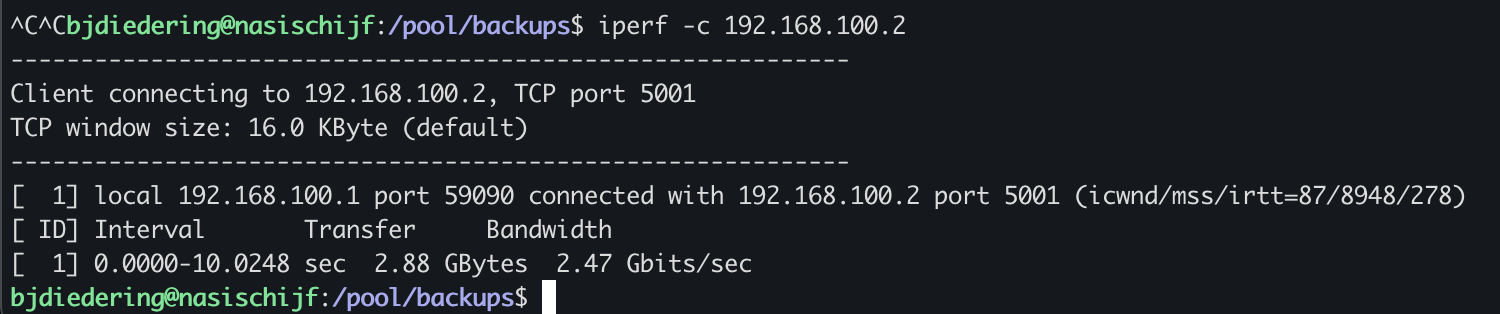 ^C^Cbjdiedering@nasischijf:/pool/backups$ iperf -c 192.168.100.2
------------------------------------------------------------
Client connecting to 192.168.100.2, TCP port 5001
TCP window size: 16.0 KByte (default)
------------------------------------------------------------
[  1] local 192.168.100.1 port 59090 connected with 192.168.100.2 port 5001 (icwnd/mss/irtt=87/8948/278)
[ ID] Interval       Transfer     Bandwidth
[  1] 0.0000-10.0248 sec  2.88 GBytes  2.47 Gbits/sec
bjdiedering@nasischijf:/pool/backups$